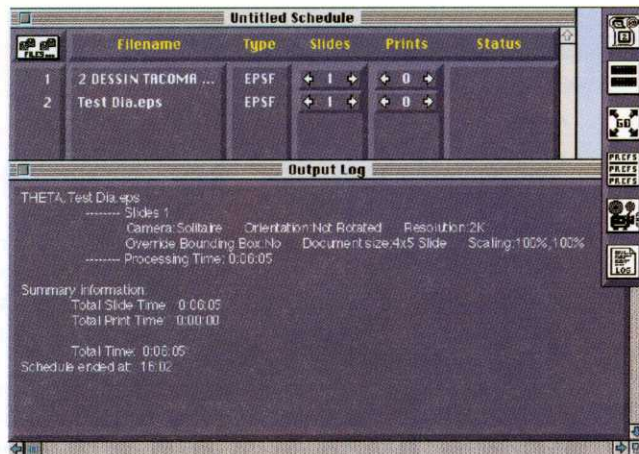 Untitled Schedule
FILES...
Filename Type Slides Prints Status
1 2 DESSIN TACOMA ... EPSF 1 0
2 Test Dia.eps EPSF 1 0
GO
Output Log
PREFS
PREFS
PREFS
THETA:Test Dia.eps
-------- Slides 1
Camera:Solitaire Orientation:Not Rotated Resolution:2K
Override Bounding Box:No Document size:4x5 Slide Scaling:100%,100%
-------- Processing Time: 0:06:05
LOG
Summary information:
Total Slide Time: 0:06:05
Total Print Time: 0:00:00
Total Time: 0:06:05
Schedule ended at: 16:02